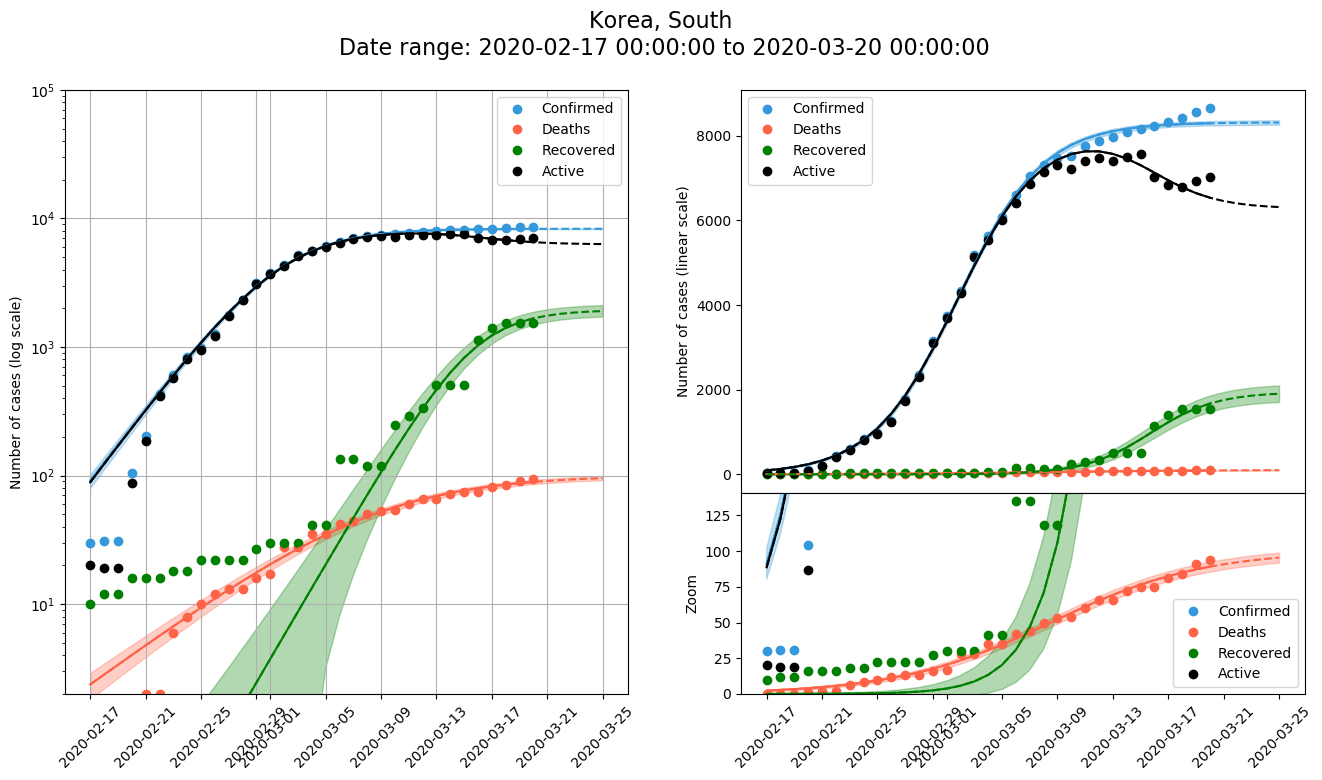 Korea, South
Date range: 2020-02-17 00:00:00 to 2020-03-20 00:00:00
Number of cases (log scale)
10^5
10^4
10^3
10^2
10^1
Confirmed
Deaths
Recovered
Active
2020-02-17
2020-02-21
2020-02-25
2020-02-29
2020-03-01
2020-03-05
2020-03-09
2020-03-13
2020-03-17
2020-03-21
2020-03-25
Number of cases (linear scale)
8000
6000
4000
2000
0
Confirmed
Deaths
Recovered
Active
Zoom
125
100
75
50
25
0
Confirmed
Deaths
Recovered
Active
2020-02-17
2020-02-21
2020-02-25
2020-02-29
2020-03-01
2020-03-05
2020-03-09
2020-03-13
2020-03-17
2020-03-21
2020-03-25